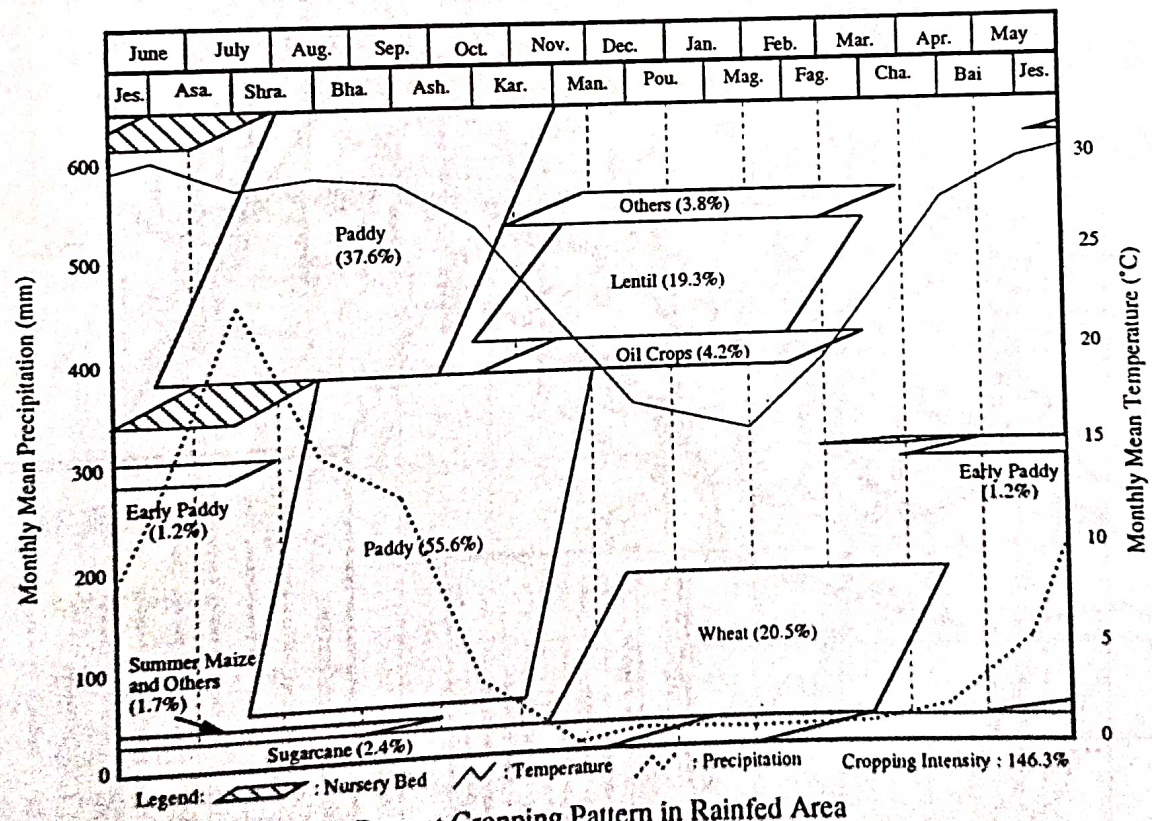 June July Aug. Sep. Oct. Nov. Dec. Jan. Feb. Mar. Apr. May
Jes. Asa. Shra. Bha. Ash. Kar. Man. Pou. Mag. Fag. Cha. Bai Jes.
Monthly Mean Precipitation (mm)
600
500
400
300
200
100
0
30
25
20
15
10
5
0
Monthly Mean Temperature (°C)
Paddy
(37.6%)
Others (3.8%)
Lentil (19.3%)
Oil Crops (4.2%)
Early Paddy
(1.2%)
Early Paddy
(1.2%)
Paddy (55.6%)
Wheat (20.5%)
Summer Maize
and Others
(1.7%)
Sugarcane (2.4%)
Legend: : Nursery Bed : Temperature : Precipitation Cropping Intensity : 146.3%
Cropping Pattern in Rainfed Area